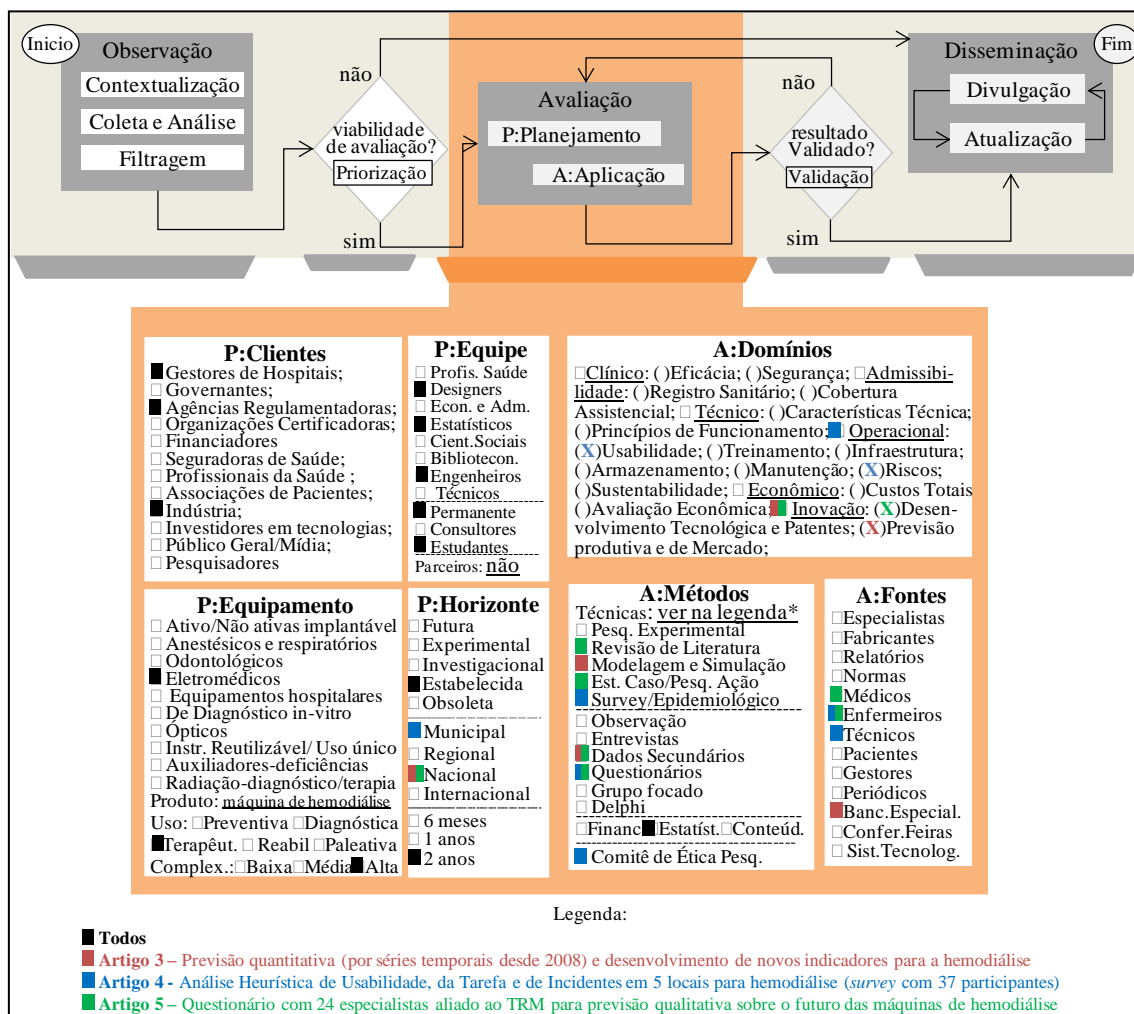 Inicio
Observação
Contextualização
Coleta e Análise
Filtragem
não
viabilidade
de avaliação?
Priorização
sim
Avaliação
P:Planejamento
A:Aplicação
não
resultado
Validado?
Validação
sim
Disseminação
Fim
Divulgação
Atualização
P:Clientes
Gestores de Hospitais;
Governantes;
Agências Regulamentadoras;
Organizações Certificadoras;
Financiadores
Seguradoras de Saúde;
Profissionais da Saúde ;
Associações de Pacientes;
Indústria;
Investidores em tecnologias;
Público Geral/Mídia;
Pesquisadores
P:Equipe
Profis. Saúde
Designers
Econ. e Adm.
Estatísticos
Cient.Sociais
Bibliotecon.
Engenheiros
Técnicos
Permanente
Consultores
Estudantes
Parceiros: não
A:Domínios
□Clínico: ( )Eficácia; ( )Segurança; □Admissibi-
lidade: ( )Registro Sanitário; ( )Cobertura
Assistencial; □ Técnico: ( )Características Técnica;
( )Princípios de Funcionamento; Operacional:
(X)Usabilidade; ( )Treinamento; ( )Infraestrutura;
( )Armazenamento; ( )Manutenção; (X)Riscos;
( )Sustentabilidade; □ Econômico: ( )Custos Totais
( )Avaliação Econômica; Inovação: (X)Desen-
volvimento Tecnológica e Patentes; (X)Previsão
produtiva e de Mercado;
P:Equipamento
Ativo/Não ativas implantável
Anestésicos e respiratórios
Odontológicos
Eletromédicos
Equipamentos hospitalares
De Diagnóstico in-vitro
Ópticos
Instr. Reutilizável/ Uso único
Auxiliadores-deficiências
Radiação-diagnóstico/terapia
Produto: máquina de hemodiálise
Uso: □Preventiva □Diagnóstica
Terapêut. □ Reabil □Paleativa
Complex.:□Baixa□Média Alta
P:Horizonte
Futura
Experimental
Investigacional
Estabelecida
Obsoleta
Municipal
Regional
Nacional
Internacional
6 meses
1 anos
2 anos
A:Métodos
Técnicas: ver na legenda*
Pesq. Experimental
Revisão de Literatura
Modelagem e Simulação
Est. Caso/Pesq. Ação
Survey/Epidemiológico
Observação
Entrevistas
Dados Secundários
Questionários
Grupo focado
Delphi
□Financ Estatíst.□Conteúd.
Comitê de Ética Pesq.
A:Fontes
Especialistas
Fabricantes
Relatórios
Normas
Médicos
Enfermeiros
Técnicos
Pacientes
Gestores
Periódicos
Banc.Especial.
Confer.Feiras
Sist.Tecnolog.
Legenda:
Todos
Artigo 3 – Previsão quantitativa (por séries temporais desde 2008) e desenvolvimento de novos indicadores para a hemodiálise
Artigo 4 - Análise Heurística de Usabilidade, da Tarefa e de Incidentes em 5 locais para hemodiálise (survey com 37 participantes)
Artigo 5 – Questionário com 24 especialistas aliado ao TRM para previsão qualitativa sobre o futuro das máquinas de hemodiálise